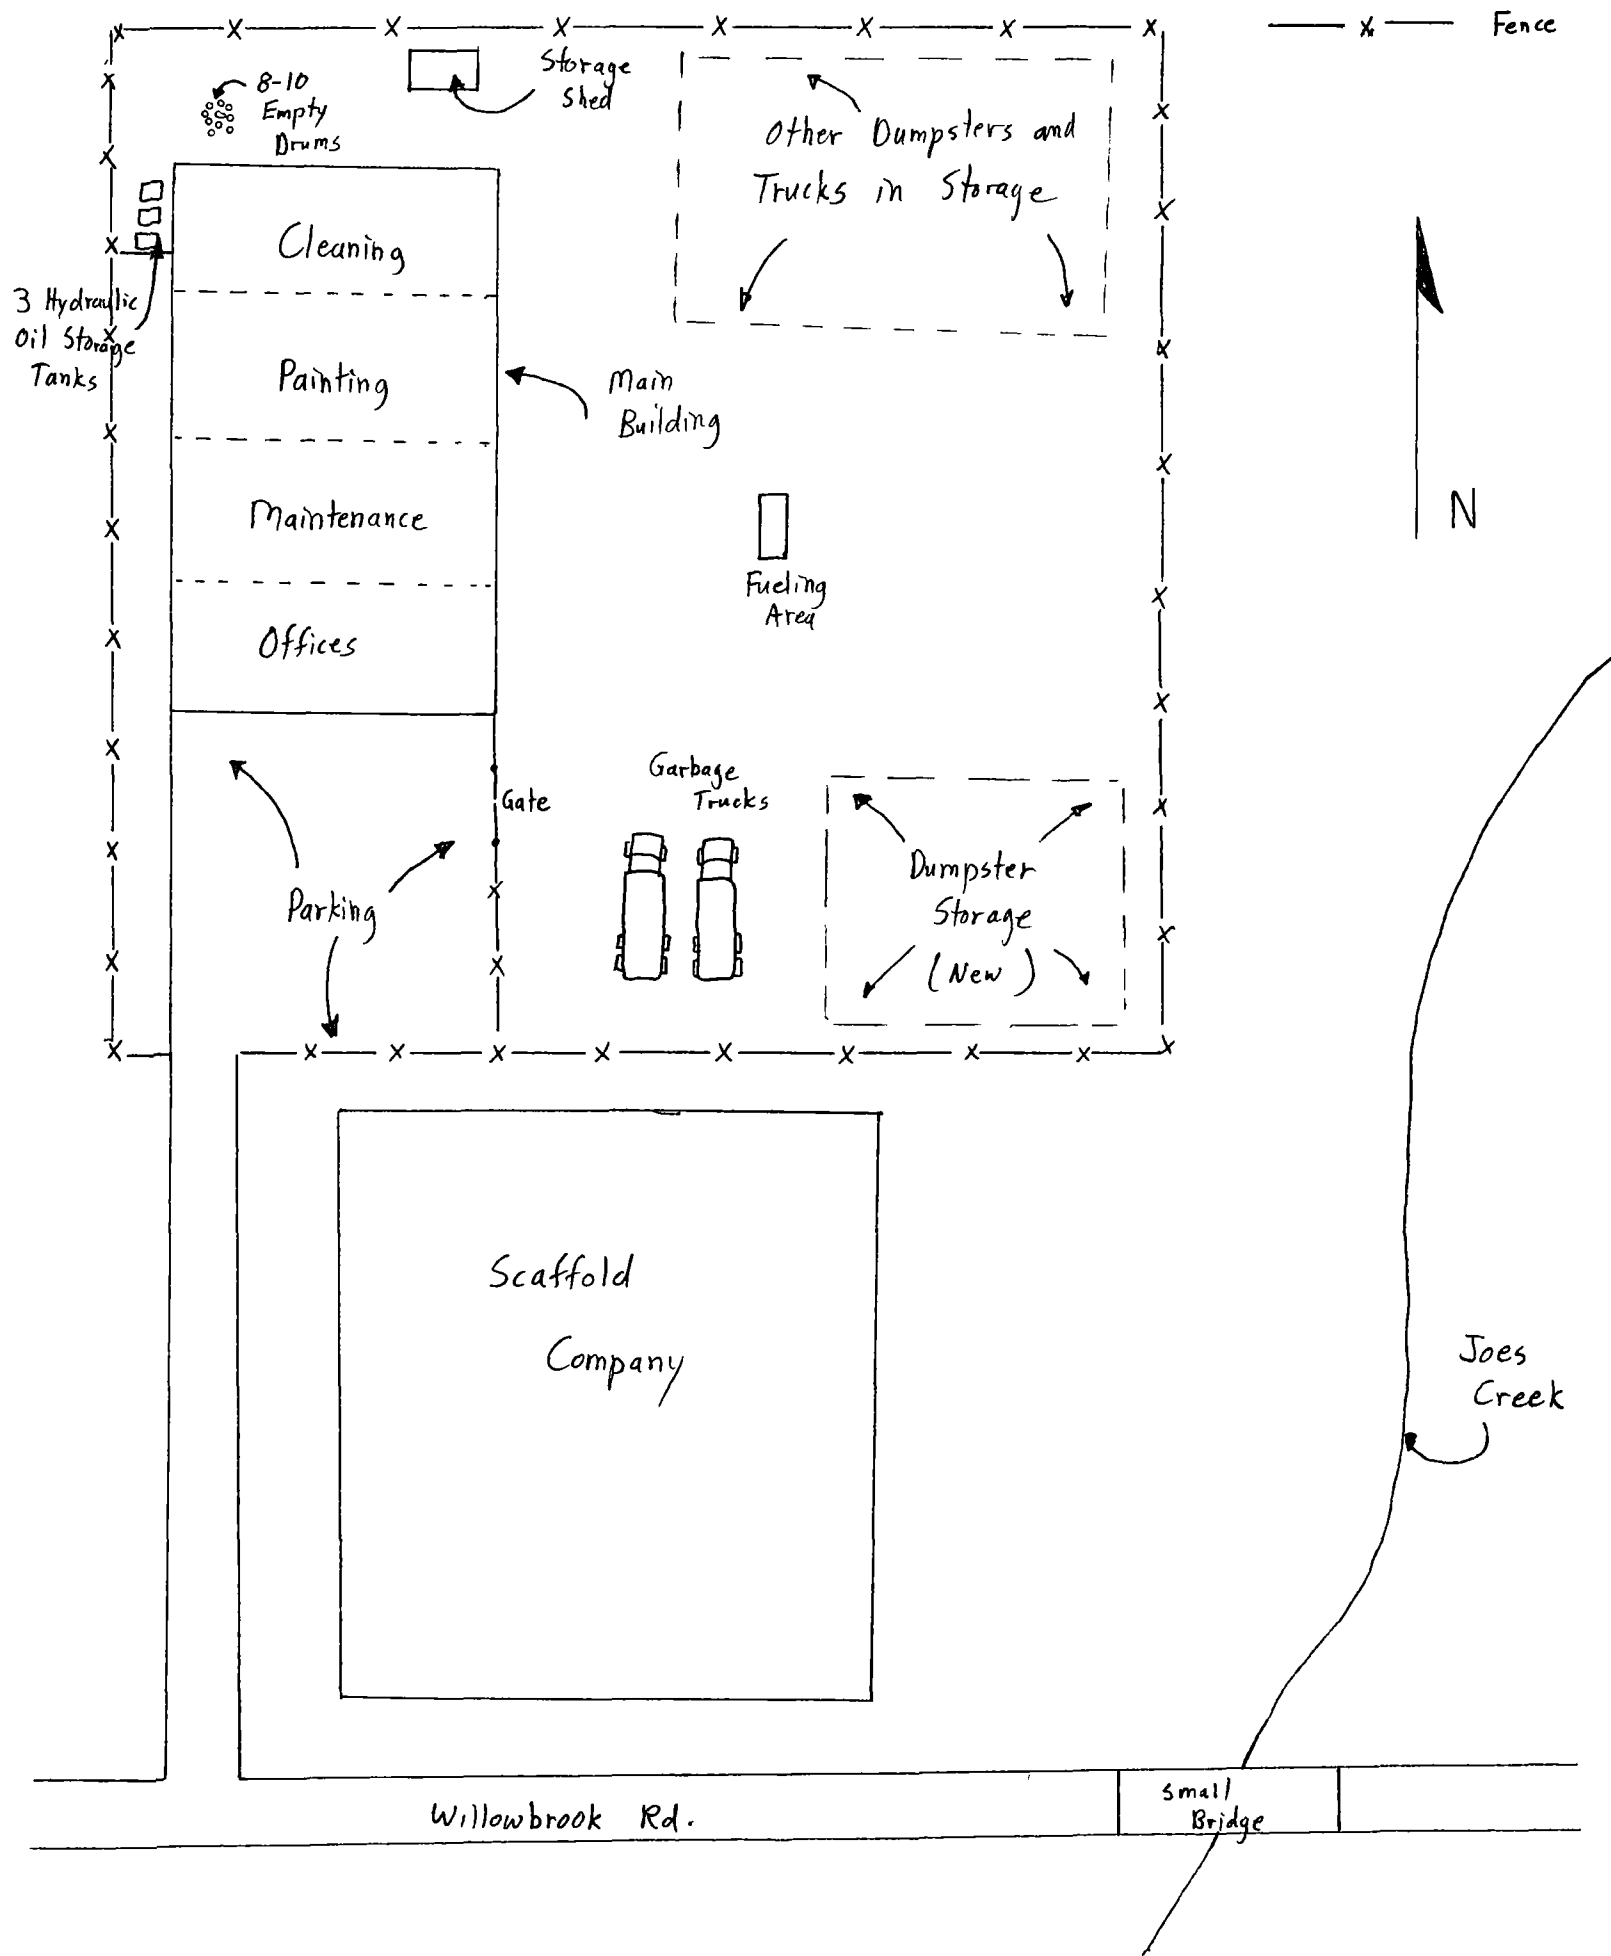 Fence
Storage
Shed
8-10
Empty
Drums
Other Dumpsters and
Trucks in Storage
Cleaning
3 Hydraulic
Oil Storage
Tanks
Painting
Main
Building
Maintenance
N
Fueling
Area
Offices
Garbage
Trucks
Gate
Dumpster
Storage
(New)
Parking
Scaffold
Company
Joes
Creek
Small
Bridge
Willowbrook Rd.